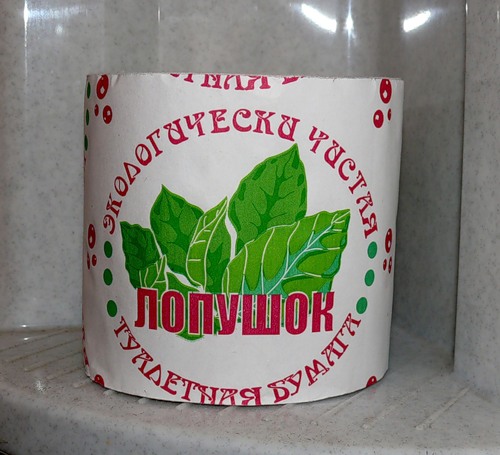 ЭКОЛОГИЧЕСКИ ЧИСТАЯ
ЛОПУШОК
ТУАЛЕТНАЯ БУМАГА